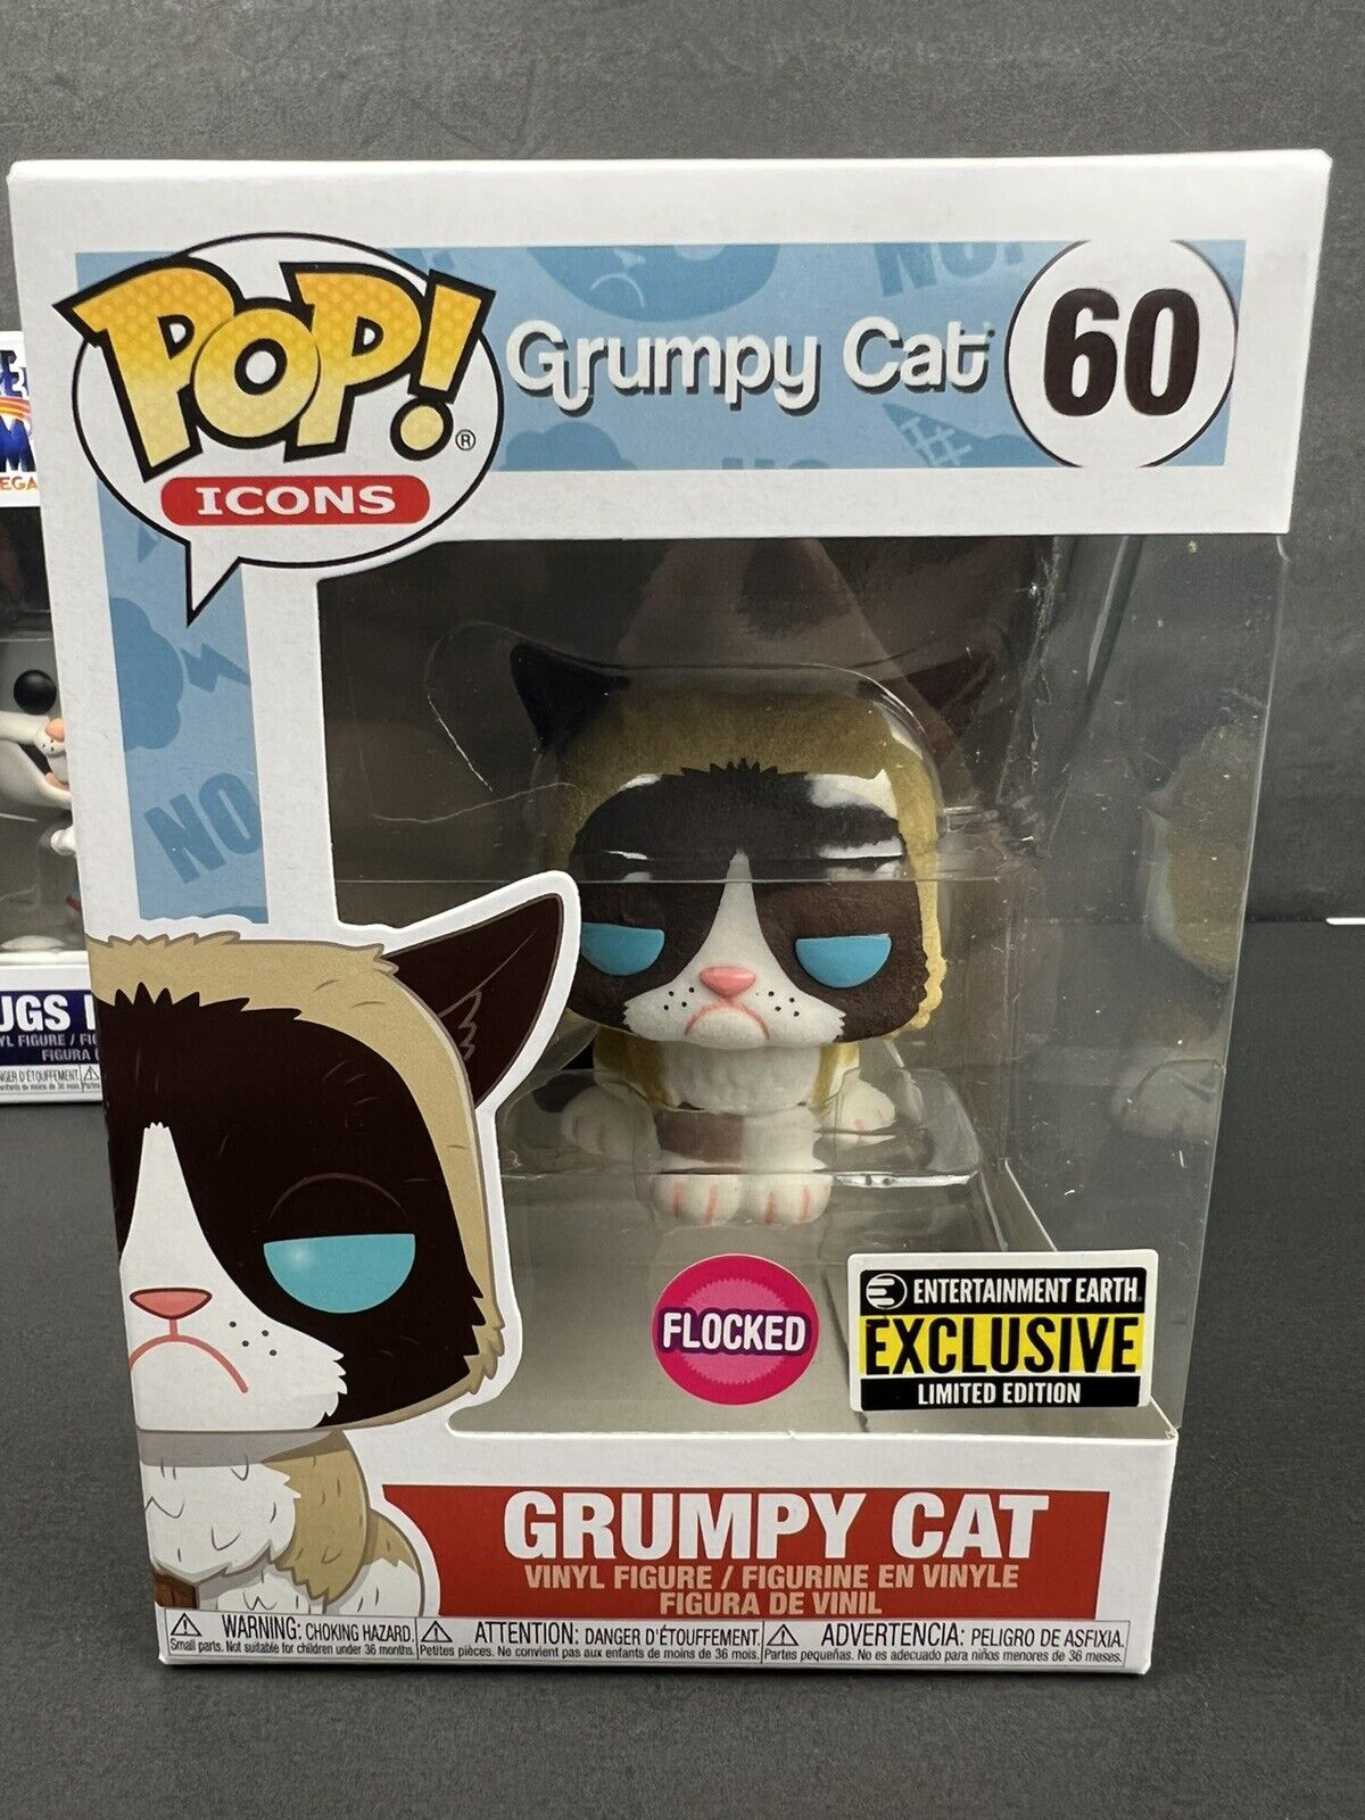 POP!®
ICONS
Grumpy Cat
60
NO
FLOCKED
ENTERTAINMENT EARTH
EXCLUSIVE
LIMITED EDITION
GRUMPY CAT
VINYL FIGURE / FIGURINE EN VINYLE
FIGURA DE VINIL
WARNING: CHOKING HAZARD.
Small parts. Not suitable for children under 36 months.
ATTENTION: DANGER D'ÉTOUFFEMENT.
Petites pièces. Ne convient pas aux enfants de moins de 36 mois.
ADVERTENCIA: PELIGRO DE ASFIXIA.
Partes pequeñas. No es adecuado para niños menores de 36 meses.
FIGURE /
FIGURA